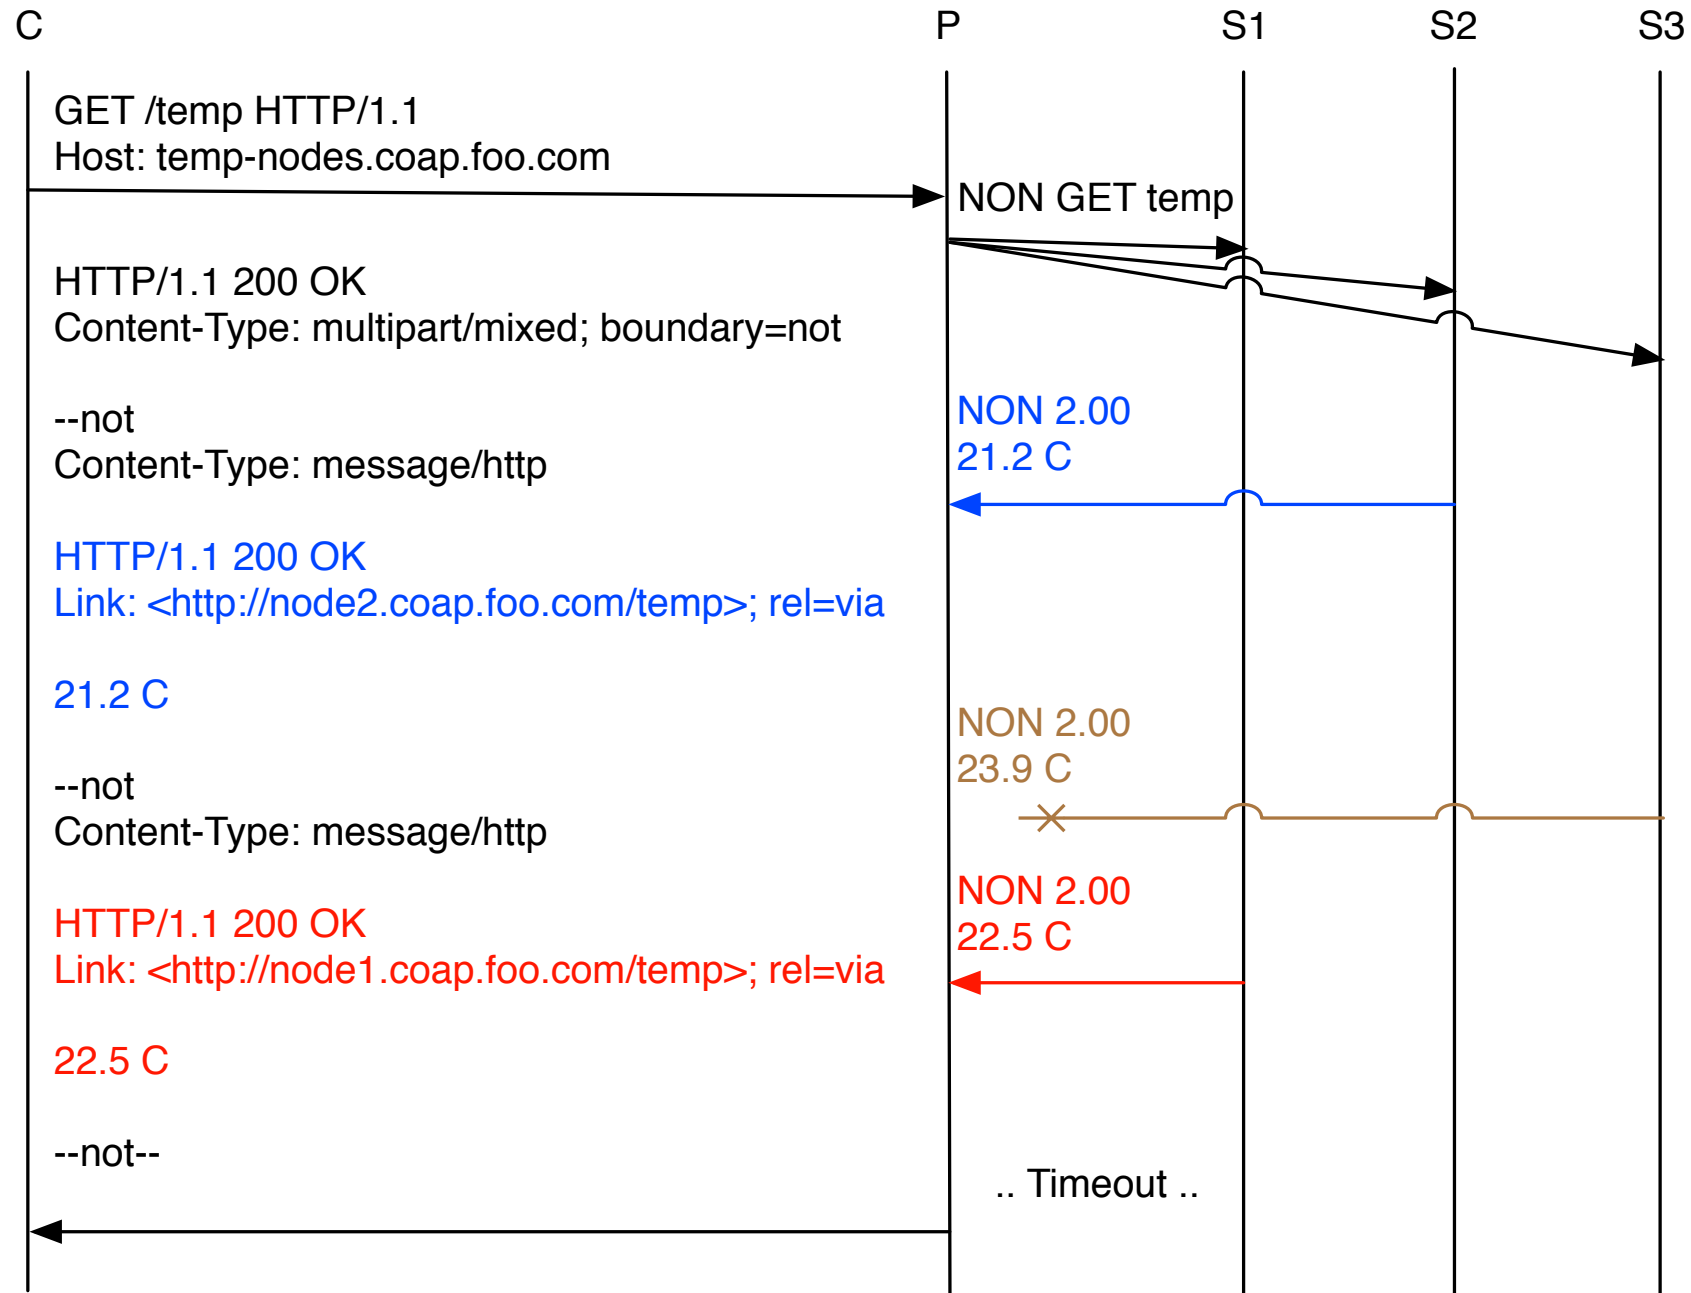 C
P
S1
S2
S3
GET /temp HTTP/1.1
Host: temp-nodes.coap.foo.com
NON GET temp
HTTP/1.1 200 OK
Content-Type: multipart/mixed; boundary=not
--not
Content-Type: message/http
NON 2.00
21.2 C
HTTP/1.1 200 OK
Link: <http://node2.coap.foo.com/temp>; rel=via
21.2 C
NON 2.00
23.9 C
--not
Content-Type: message/http
NON 2.00
22.5 C
HTTP/1.1 200 OK
Link: <http://node1.coap.foo.com/temp>; rel=via
22.5 C
--not--
.. Timeout ..